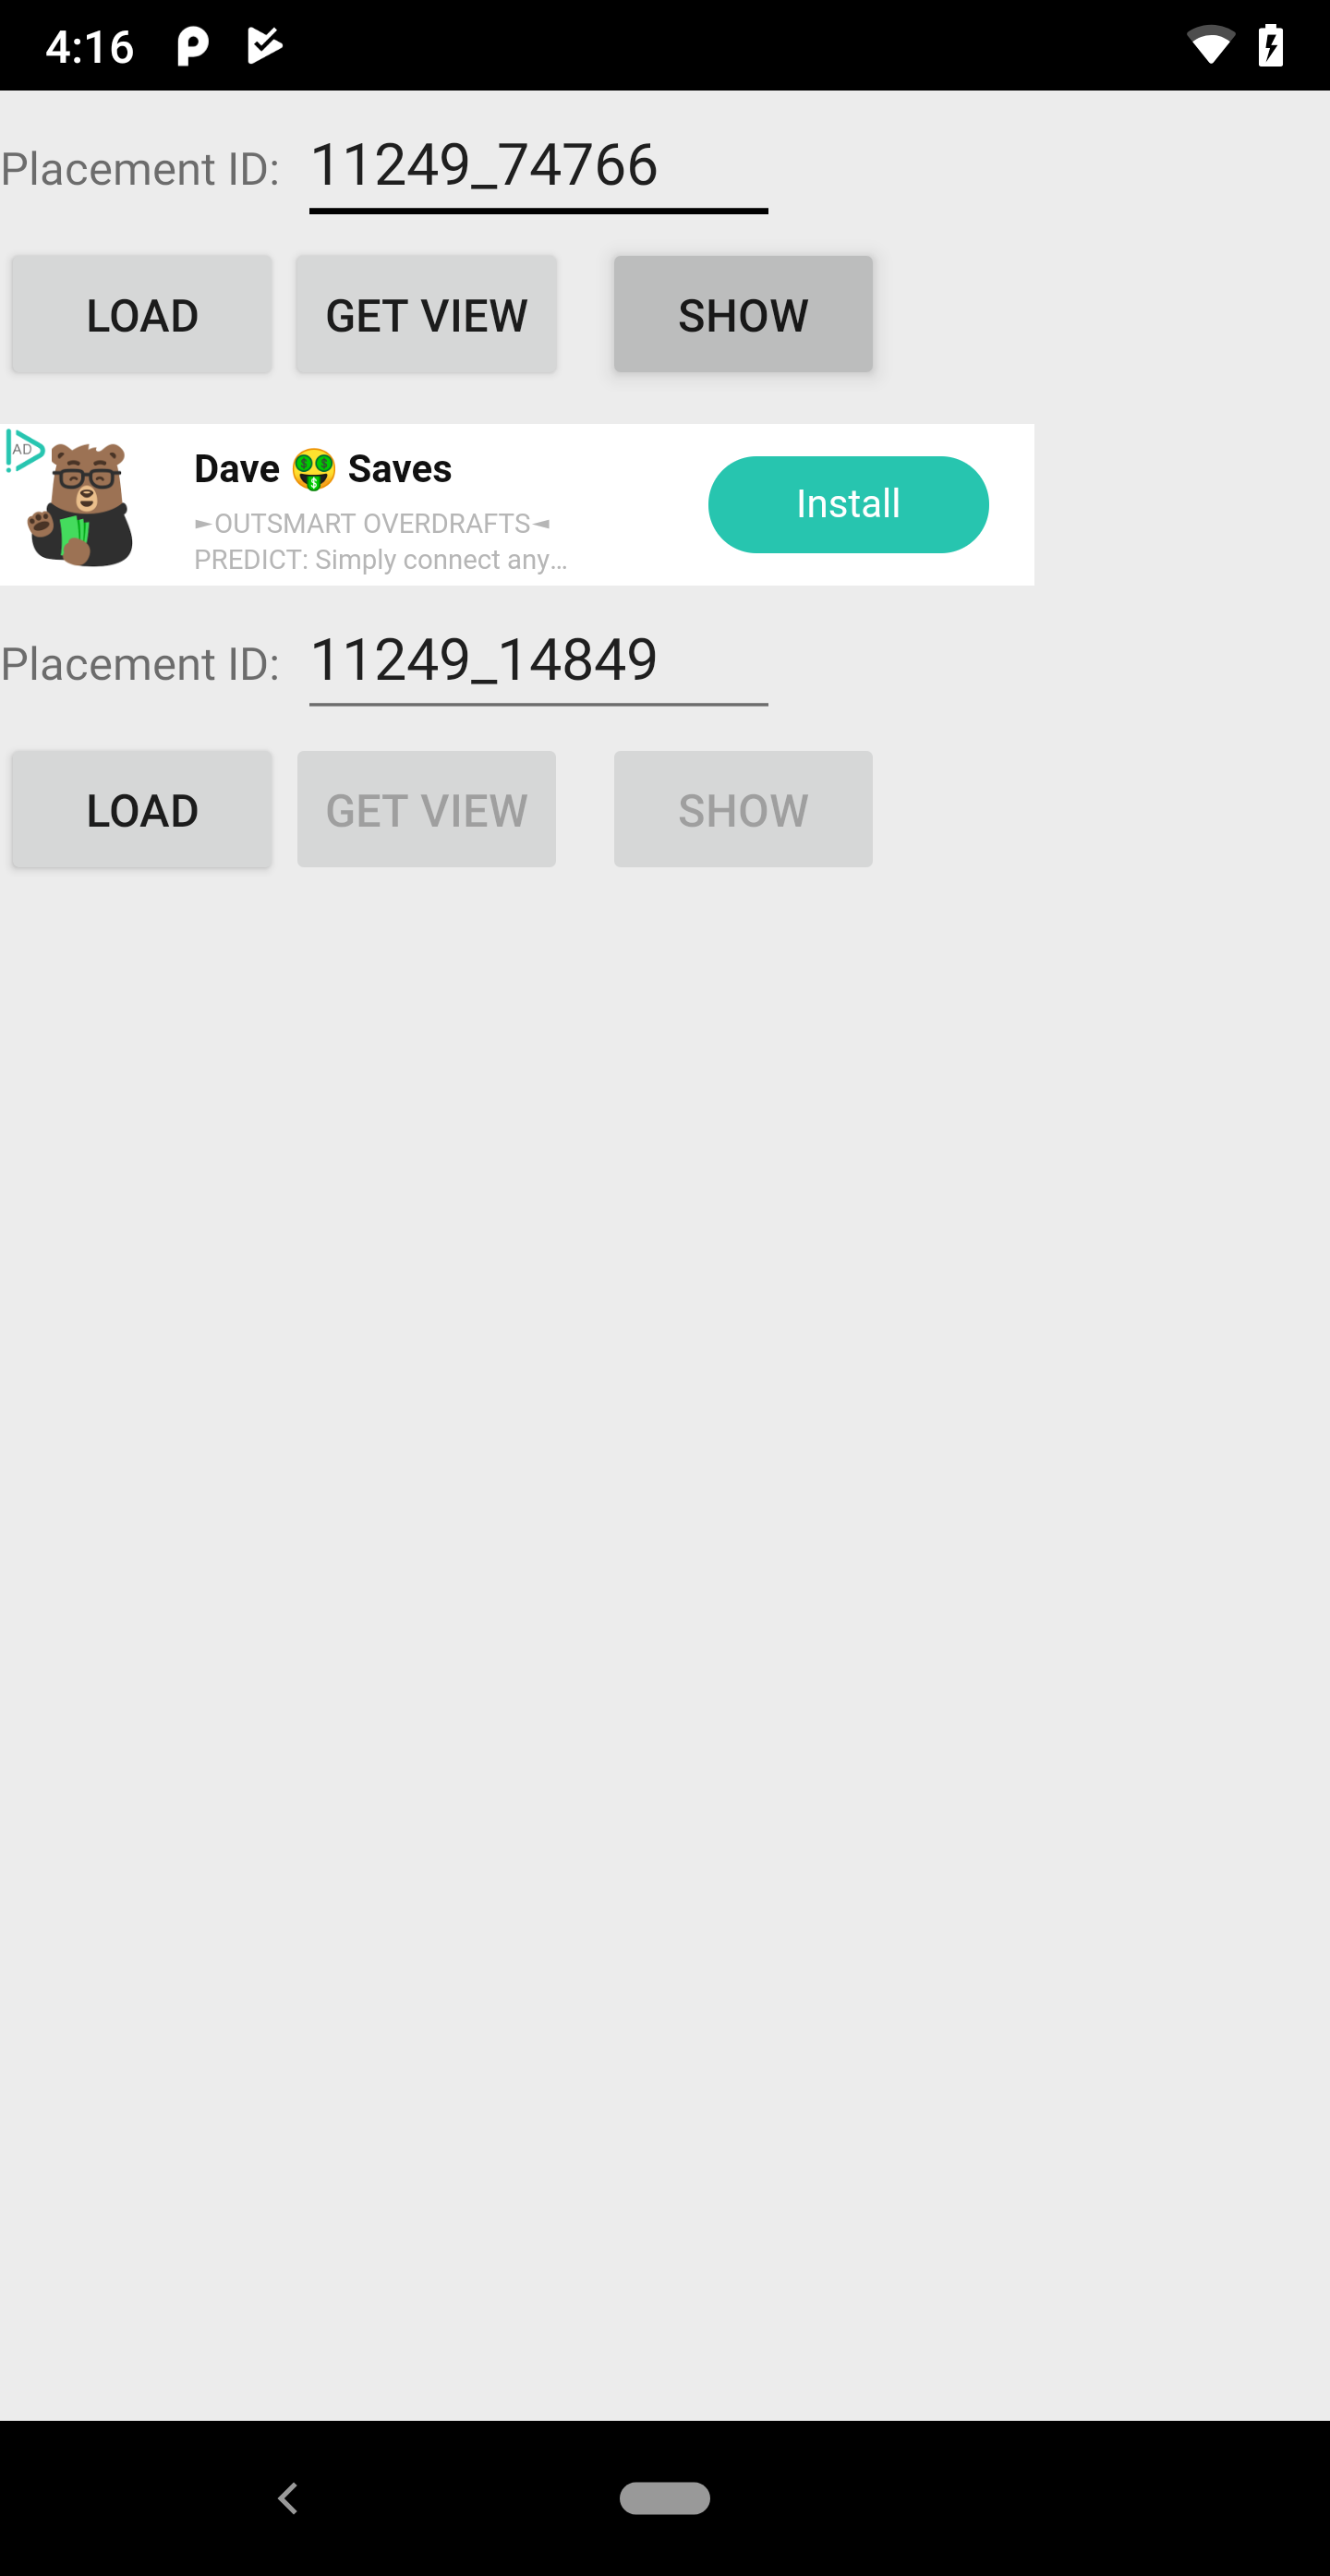 4:16
Placement ID: 11249_74766
LOAD GET VIEW SHOW
AD
Dave 🤑 Saves
►OUTSMART OVERDRAFTS◄
PREDICT: Simply connect any...
Install
Placement ID: 11249_14849
LOAD GET VIEW SHOW